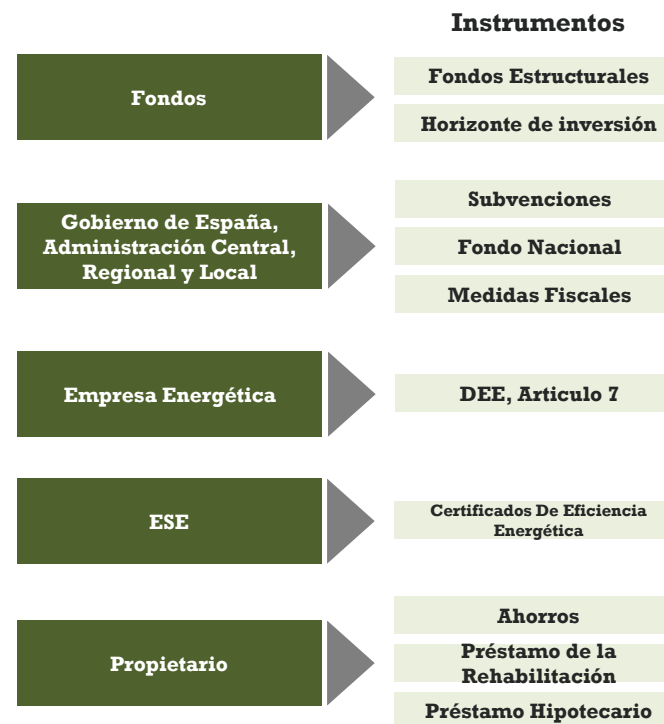 Instrumentos
Fondos
Fondos Estructurales
Horizonte de inversión
Gobierno de España,
Administración Central,
Regional y Local
Subvenciones
Fondo Nacional
Medidas Fiscales
Empresa Energética
DEE, Articulo 7
ESE
Certificados De Eficiencia
Energética
Propietario
Ahorros
Préstamo de la
Rehabilitación
Préstamo Hipotecario